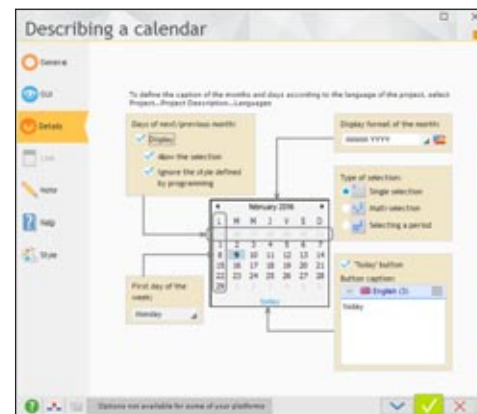 Describing a calendar
General
GUI
Details
Link
Note
Help
Style
To define the caption of the months and days according to the language of the project, select
Project..Project Description..Languages
Days of next/previous month:
Display
Allow the selection
Ignore the style defined
by programming
Display format of the month:
MMMM YYYY
Type of selection:
Single selection
Multi-selection
Selecting a period
February 2016
L M M J V S D
1 2 3 4 5 6 7
8 9 10 11 12 13 14
15 16 17 18 19 20 21
22 23 24 25 26 27 28
29
today
First day of the
week:
Monday
'Today' button
Button caption:
English (3)
today
Options not available for some of your platforms